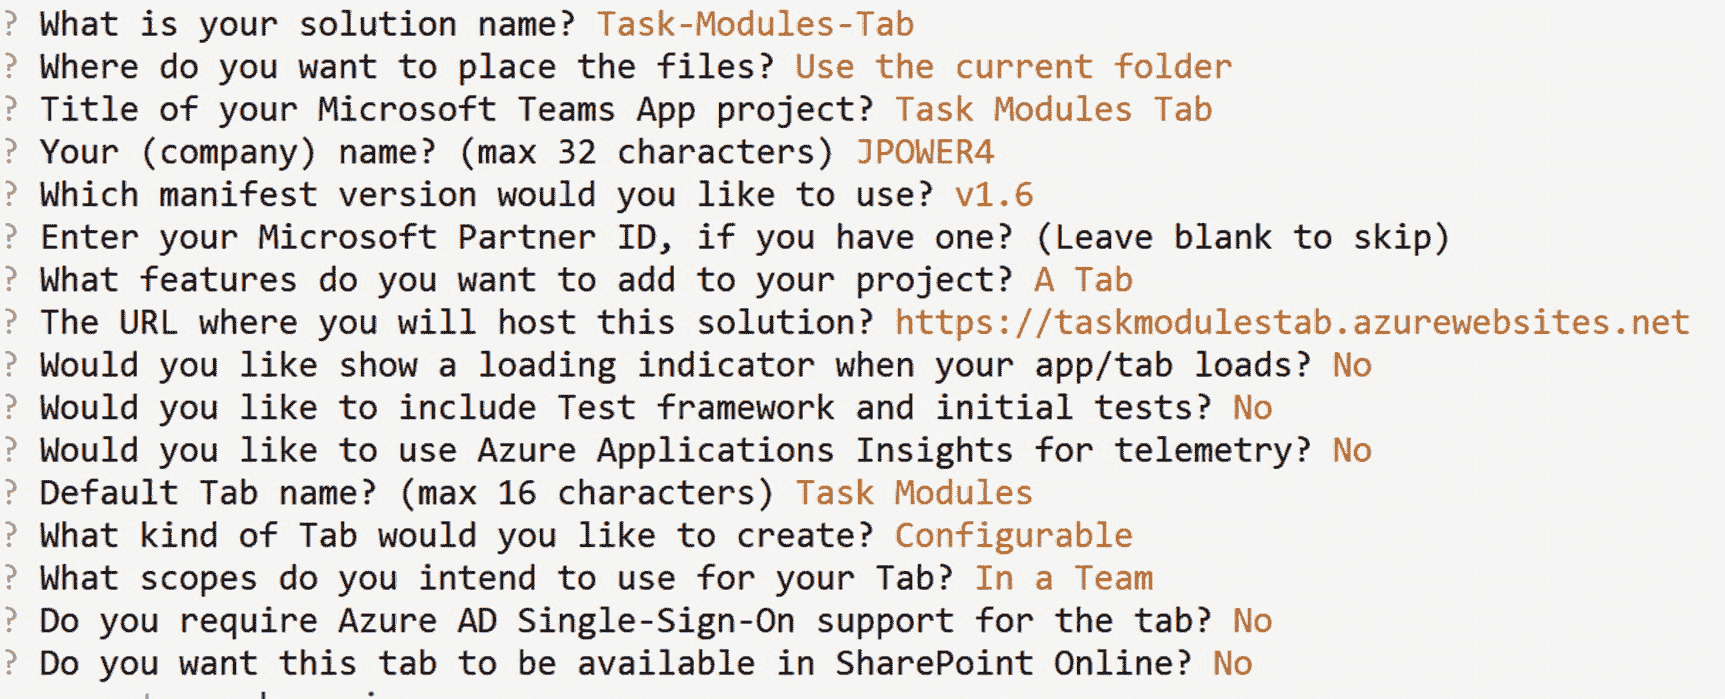 ? What is your solution name? Task-Modules-Tab
? Where do you want to place the files? Use the current folder
? Title of your Microsoft Teams App project? Task Modules Tab
? Your (company) name? (max 32 characters) JPOWER4
? Which manifest version would you like to use? v1.6
? Enter your Microsoft Partner ID, if you have one? (Leave blank to skip)
? What features do you want to add to your project? A Tab
? The URL where you will host this solution? https://taskmodulestab.azurewebsites.net
? Would you like show a loading indicator when your app/tab loads? No
? Would you like to include Test framework and initial tests? No
? Would you like to use Azure Applications Insights for telemetry? No
? Default Tab name? (max 16 characters) Task Modules
? What kind of Tab would you like to create? Configurable
? What scopes do you intend to use for your Tab? In a Team
? Do you require Azure AD Single-Sign-On support for the tab? No
? Do you want this tab to be available in SharePoint Online? No